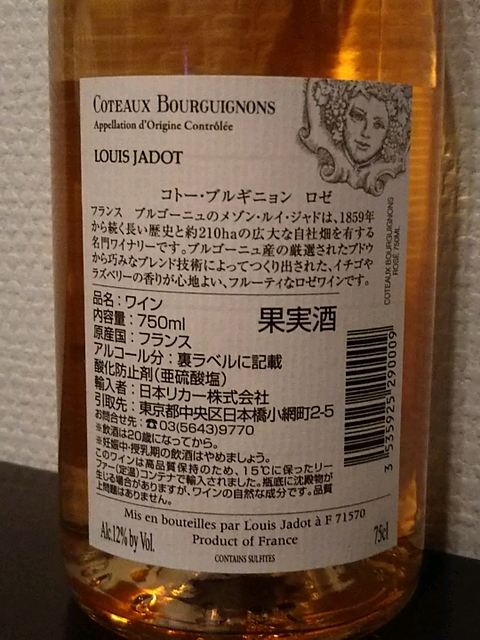 COTEAUX BOURGUIGNONS
Appellation d'Origine Contrôlée
LOUIS JADOT
コトー・ブルギニョン ロゼ
フランス ブルゴーニュのメゾン・ルイ・ジャドは、1859年
から続く長い歴史と約210haの広大な自社畑を有する
名門ワイナリーです。ブルゴーニュ産の厳選されたブドウ
から巧みなブレンド技術によってつくり出された、イチゴや
ラズベリーの香りが心地よい、フルーティなロゼワインです。
品名：ワイン
果実酒
内容量：750ml
原産国：フランス
アルコール分：裏ラベルに記載
酸化防止剤（亜硫酸塩）
輸入者：日本リカー株式会社
引取先：東京都中央区日本橋小網町2-5
お問合せ先：☎03(5643)9770
※飲酒は20歳になってから。
※妊娠中・授乳期の飲酒はやめましょう。
このワインは高品質保持のため、15℃に保ったリー
ファー(定温)コンテナで輸入されました。瓶底に沈殿物が
生じる場合がありますが、ワインの自然な成分です。品質
上問題はありません。
COTEAUX BOURGUIGNONS
ROSÉ 750ML
3 535925 290009
Mis en bouteilles par Louis Jadot à F 71570
Alc.12% by Vol.
Product of France
75cl
CONTAINS SULFITES